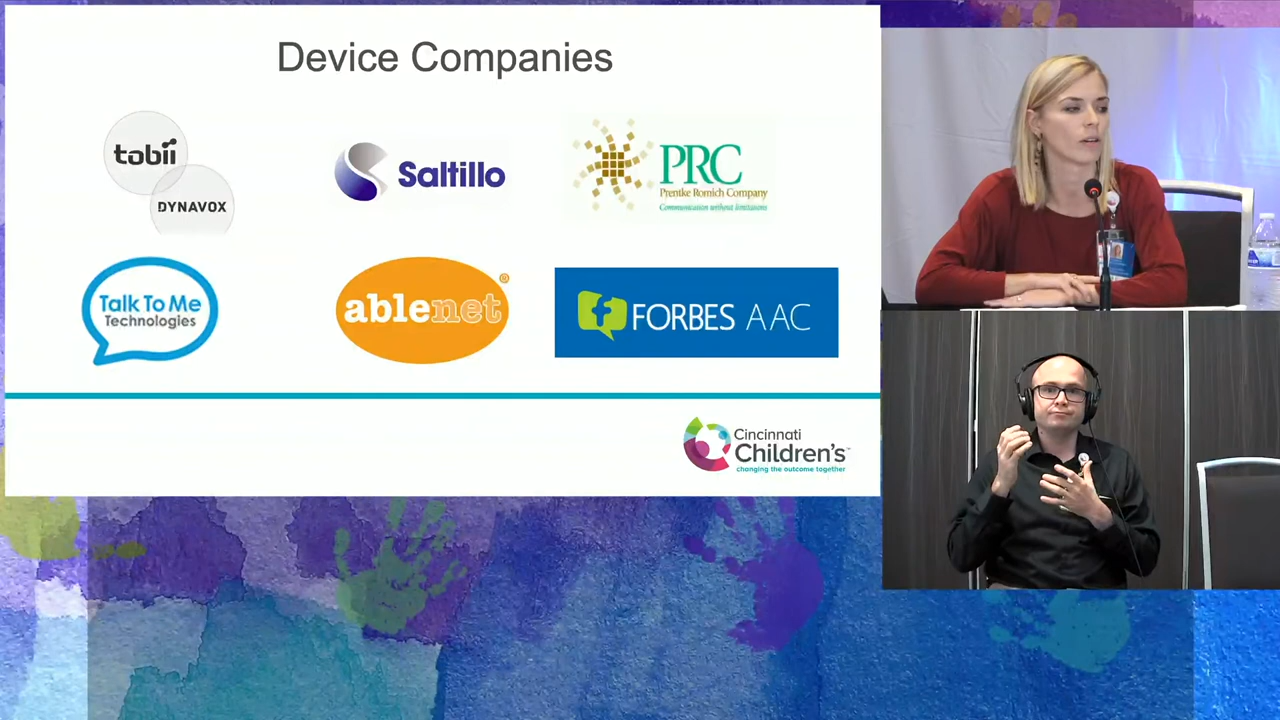 Device Companies
tobii
DYNAVOX
Saltillo
PRC
Prentke Romich Company
Communication without limitations
Talk To Me
Technologies
ablenet®
FORBES AAC
Cincinnati
Children's™
changing the outcome together